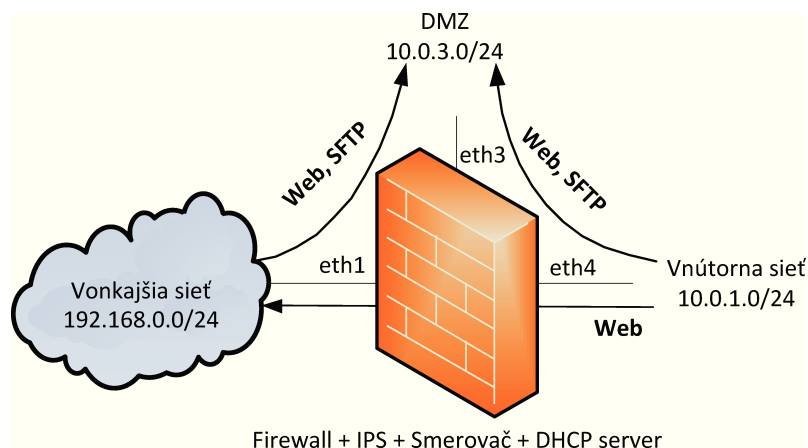 DMZ
10.0.3.0/24
Web, SFTP
Web, SFTP
eth3
eth1
eth4
Vonkajšia sieť
192.168.0.0/24
Vnútorna sieť
10.0.1.0/24
Web
Firewall + IPS + Smerovač + DHCP server